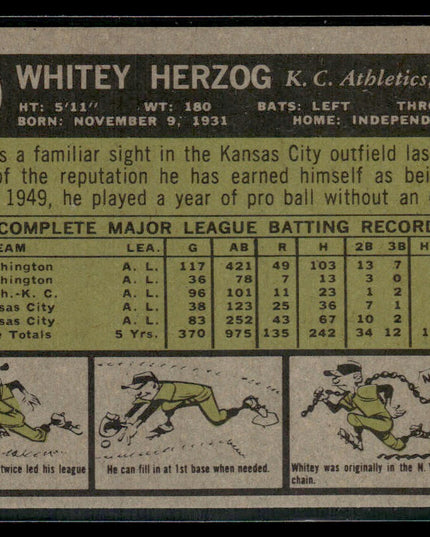 WHITEY HERZOG K. C. Athletics,
HT: 5'11" WT: 180 BATS: LEFT THR
BORN: NOVEMBER 9, 1931 HOME: INDEPEND
s a familiar sight in the Kansas City outfield las
of the reputation he has earned himself as bei
1949, he played a year of pro ball without an
COMPLETE MAJOR LEAGUE BATTING RECORD
EAM LEA. G AB R H 2B 3B H
hington A. L. 117 421 49 103 13 7
hington A. L. 36 78 7 13 3 0
h.-K. C. A. L. 96 101 11 23 1 2
sas City A. L. 38 123 25 36 7 1
sas City A. L. 83 252 43 67 10 2
e Totals 5 Yrs. 370 975 135 242 34 12 1
twice led his league
He can fill in at 1st base when needed.
Whitey was originally in the N.
chain.